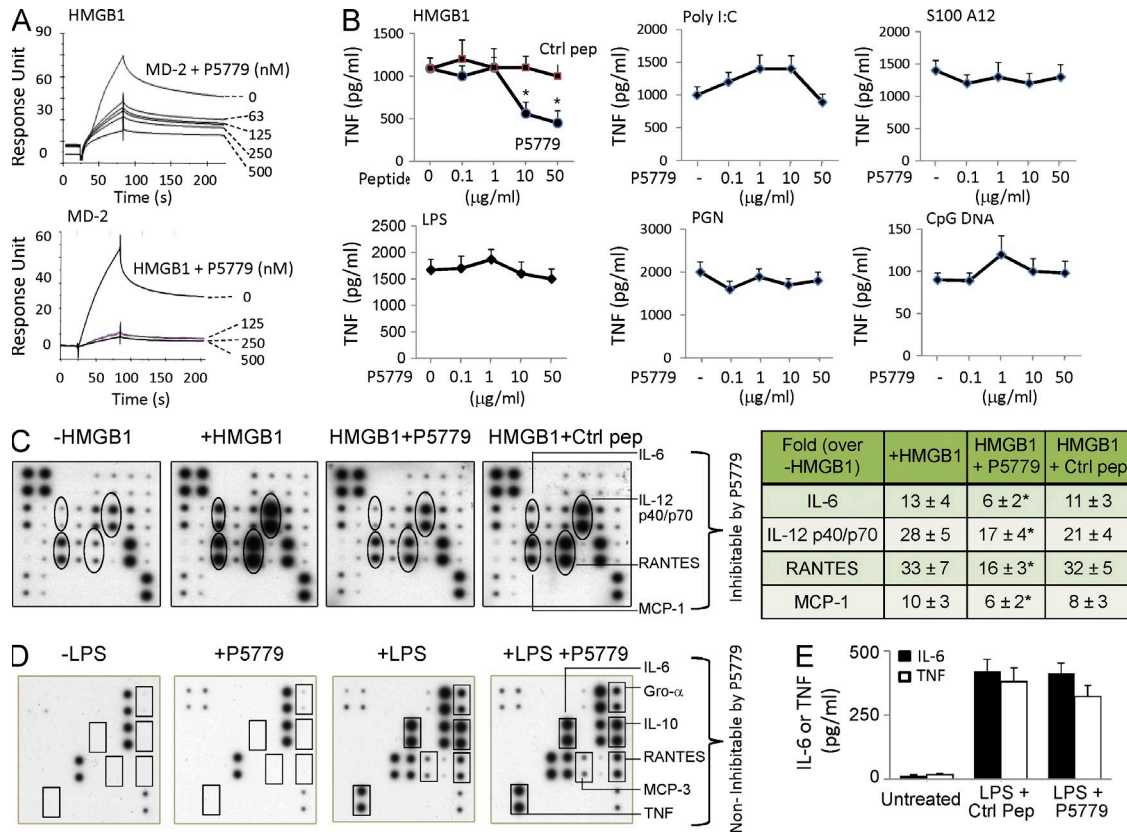 A
HMGB1
Response Unit
90
60
30
0
MD-2 + P5779 (nM)
0
63
125
250
500
0 50 100 150 200
Time (s)
MD-2
Response Unit
60
40
20
0
HMGB1 + P5779 (nM)
0
125
250
500
0 50 100 150 200
Time (s)
B
HMGB1
TNF (pg/ml)
1500
1000
500
0
Ctrl pep
* *
P5779
Peptide 0 0.1 1 10 50
(μg/ml)
Poly I:C
TNF (pg/ml)
2000
1500
1000
500
0
P5779 - 0.1 1 10 50
(μg/ml)
S100 A12
TNF (pg/ml)
2000
1500
1000
500
0
P5779 - 0.1 1 10 50
(μg/ml)
LPS
TNF (pg/ml)
2500
2000
1500
1000
500
0
P5779 0 0.1 1 10 50
(μg/ml)
PGN
TNF (pg/ml)
3000
2000
1000
0
P5779 - 0.1 1 10 50
(μg/ml)
CpG DNA
TNF (pg/ml)
150
100
50
0
P5779 - 0.1 1 10 50
(μg/ml)
C
-HMGB1 +HMGB1 HMGB1+P5779 HMGB1+Ctrl pep
IL-6
IL-12
p40/p70
RANTES
MCP-1
Inhibitable by P5779
Fold (over -HMGB1) +HMGB1 HMGB1 + P5779 HMGB1 + Ctrl pep
IL-6 13 ± 4 6 ± 2* 11 ± 3
IL-12 p40/p70 28 ± 5 17 ± 4* 21 ± 4
RANTES 33 ± 7 16 ± 3* 32 ± 5
MCP-1 10 ± 3 6 ± 2* 8 ± 3
D
-LPS +P5779 +LPS +LPS +P5779
IL-6
Gro-α
IL-10
RANTES
MCP-3
TNF
Non- Inhibitable by P5779
E
IL-6 or TNF
(pg/ml)
500
250
0
IL-6
TNF
Untreated LPS + Ctrl Pep LPS + P5779